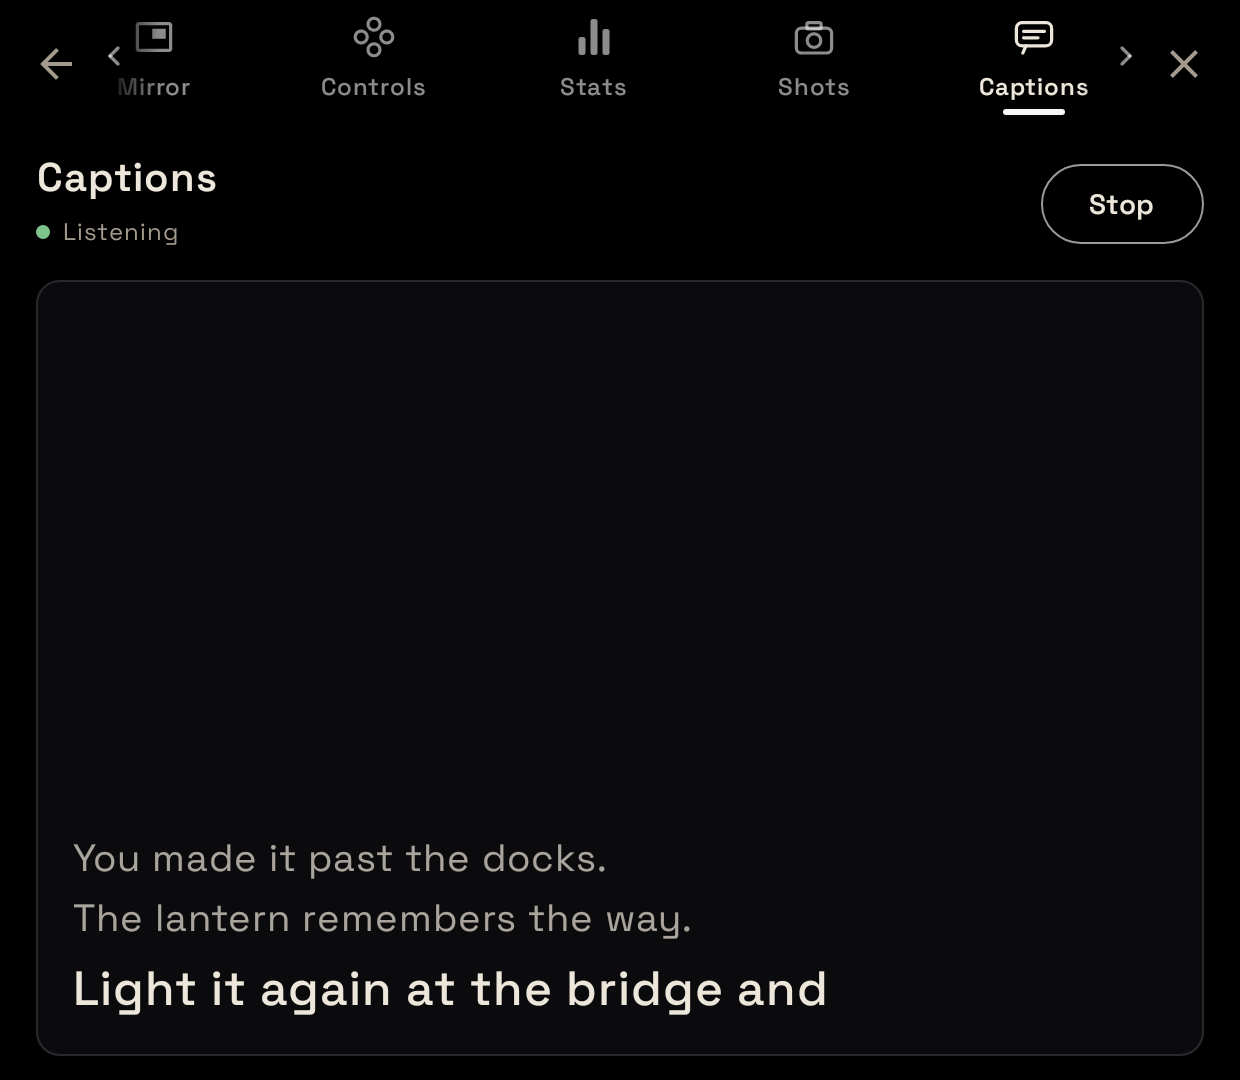 Mirror
Controls
Stats
Shots
Captions
Captions
Listening
Stop
You made it past the docks.
The lantern remembers the way.
Light it again at the bridge and